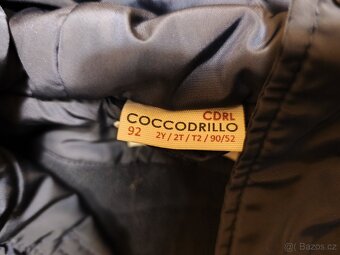 CDRL
COCCODRILLO
92 2Y / 2T / T2 / 90/52
© Bazos.cz